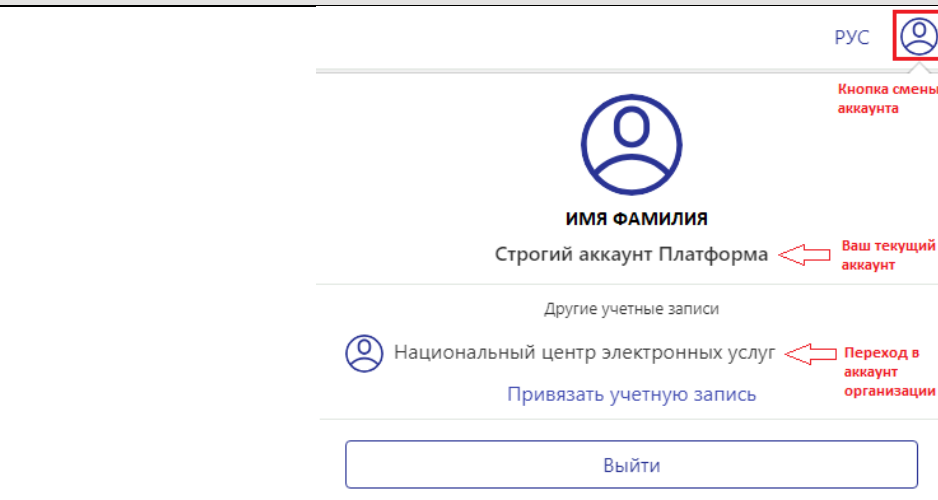 РУС
Кнопка смены
аккаунта
ИМЯ ФАМИЛИЯ
Строгий аккаунт Платформа
Ваш текущий
аккаунт
Другие учетные записи
Национальный центр электронных услуг
Переход в
аккаунт
организации
Привязать учетную запись
Выйти